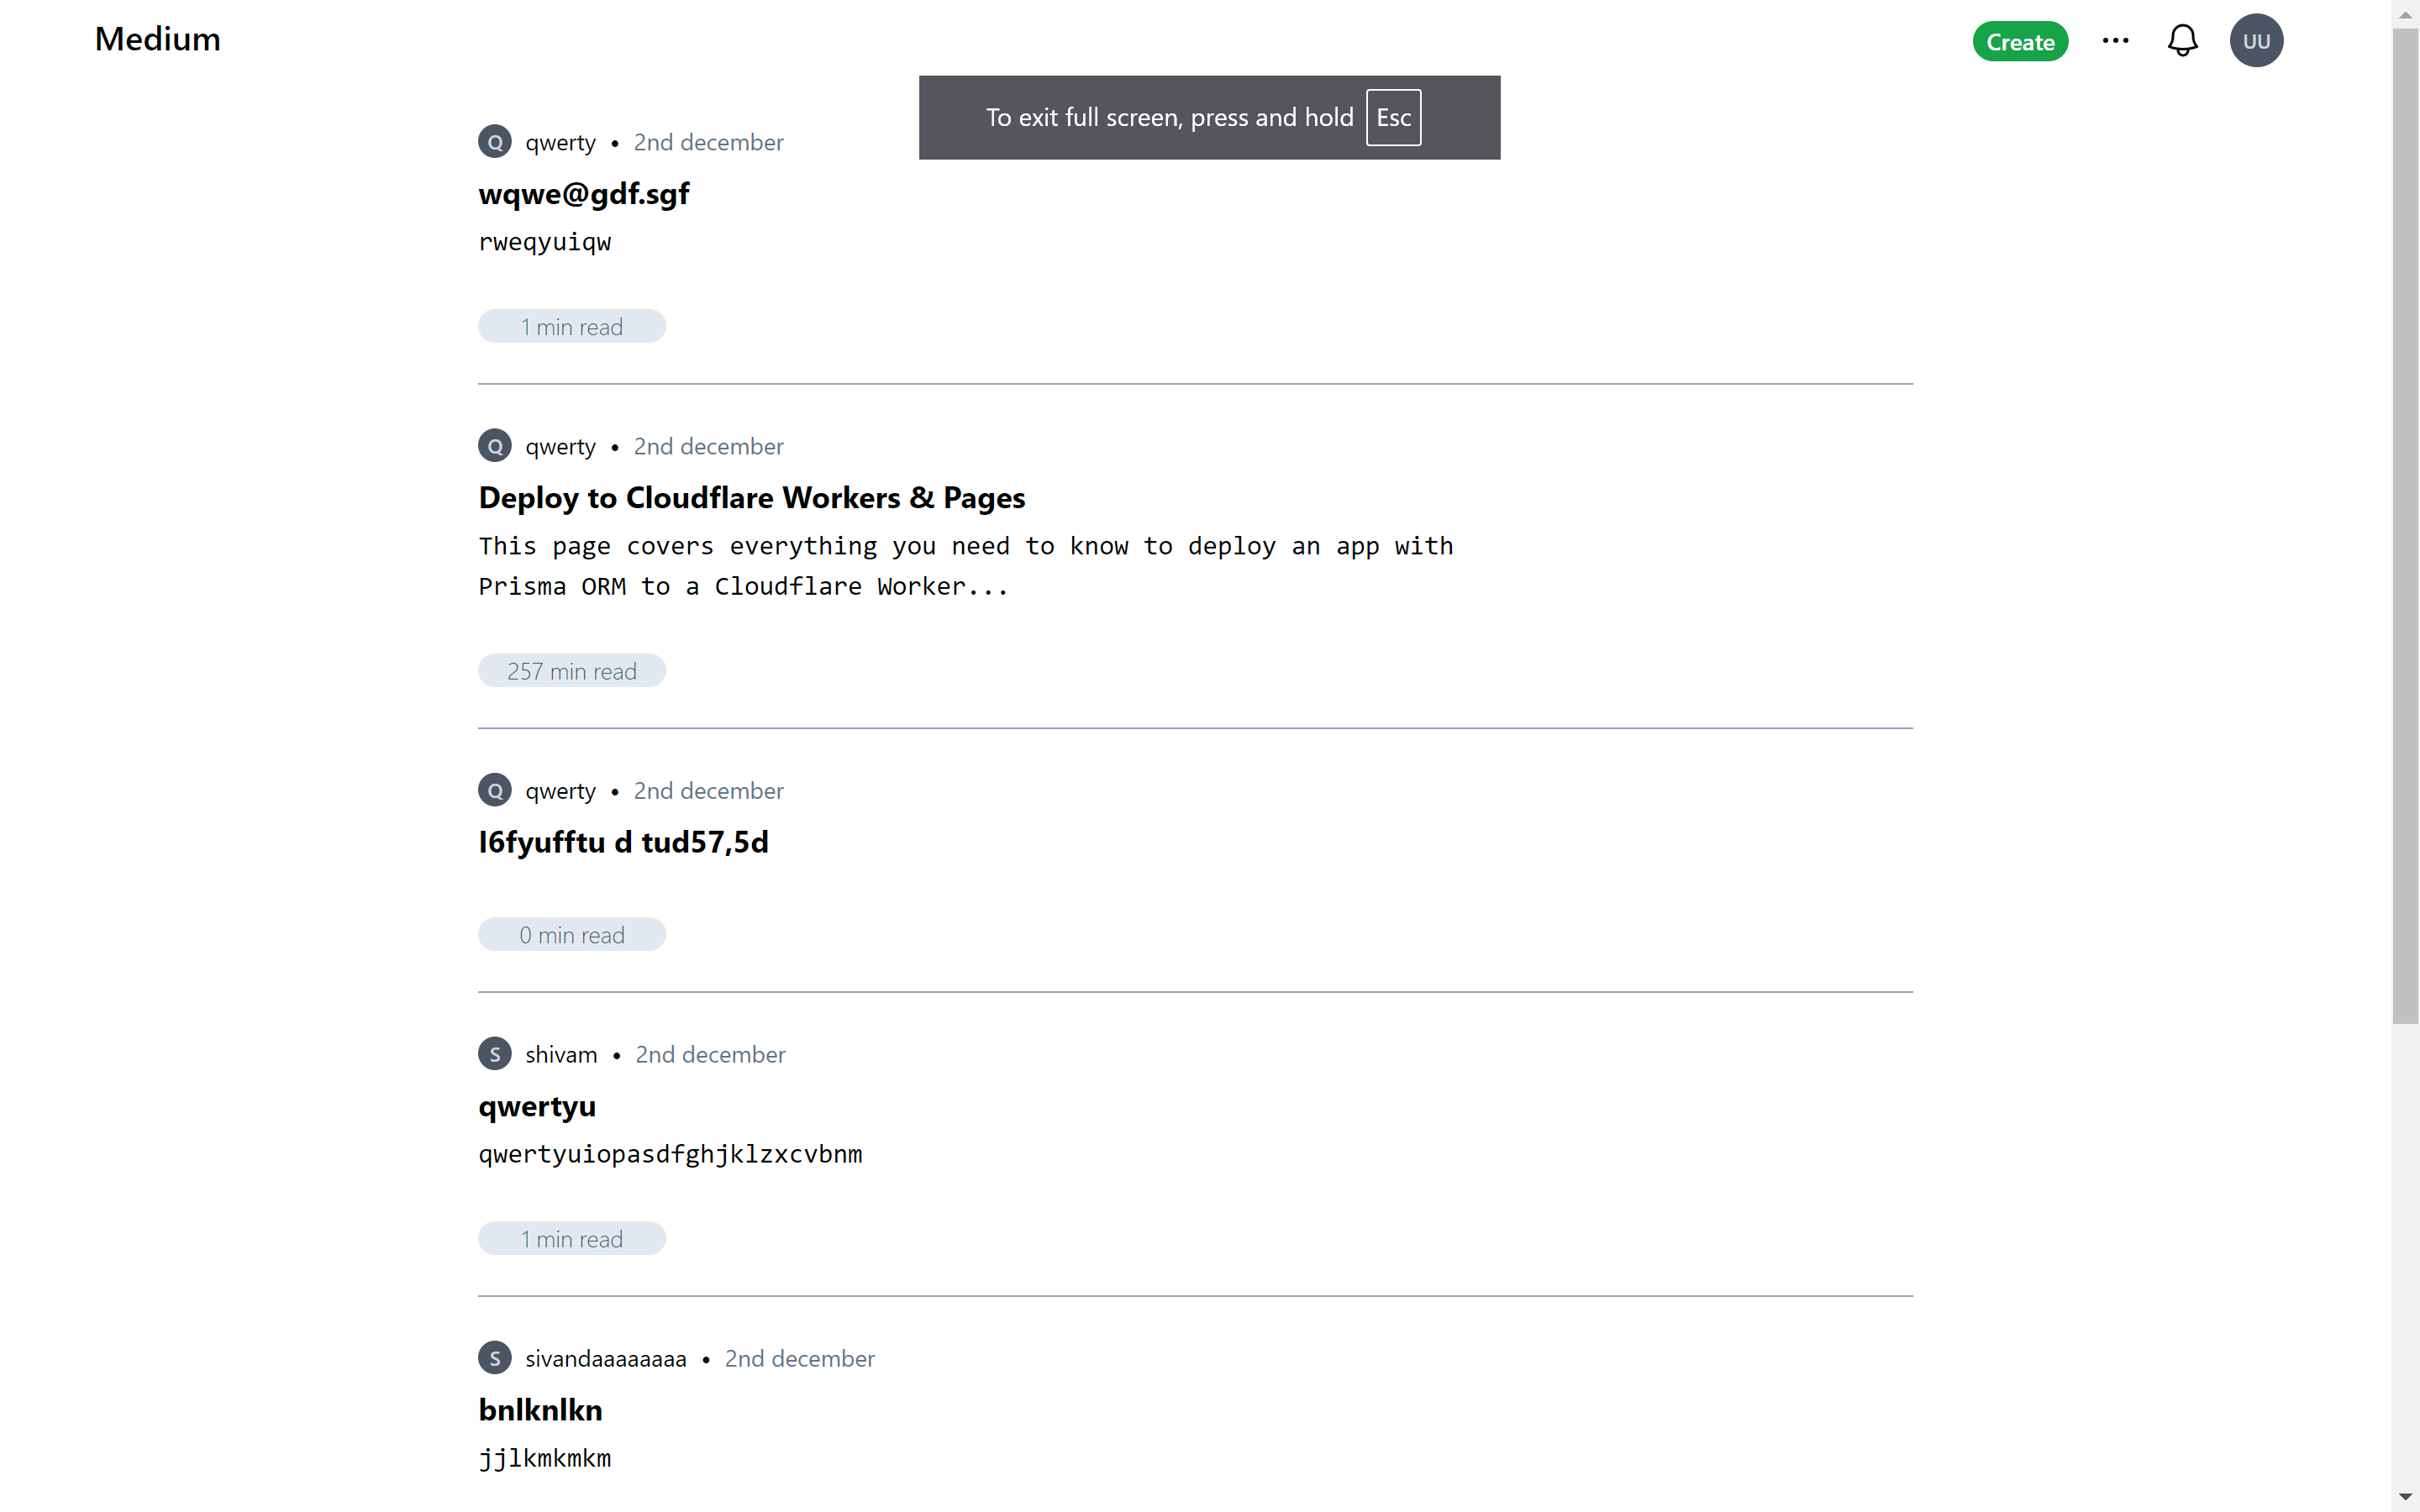 Medium
Create
UU
To exit full screen, press and hold Esc
Q qwerty • 2nd december
wqwe@gdf.sgf
rweqyuiqw
1 min read
Q qwerty • 2nd december
Deploy to Cloudflare Workers & Pages
This page covers everything you need to know to deploy an app with
Prisma ORM to a Cloudflare Worker...
257 min read
Q qwerty • 2nd december
I6fyufftu d tud57,5d
0 min read
S shivam • 2nd december
qwertyu
qwertyuiopasdfghjklzxcvbnm
1 min read
S sivandaaaaaaaa • 2nd december
bnlknlkn
jjlkmkmkm